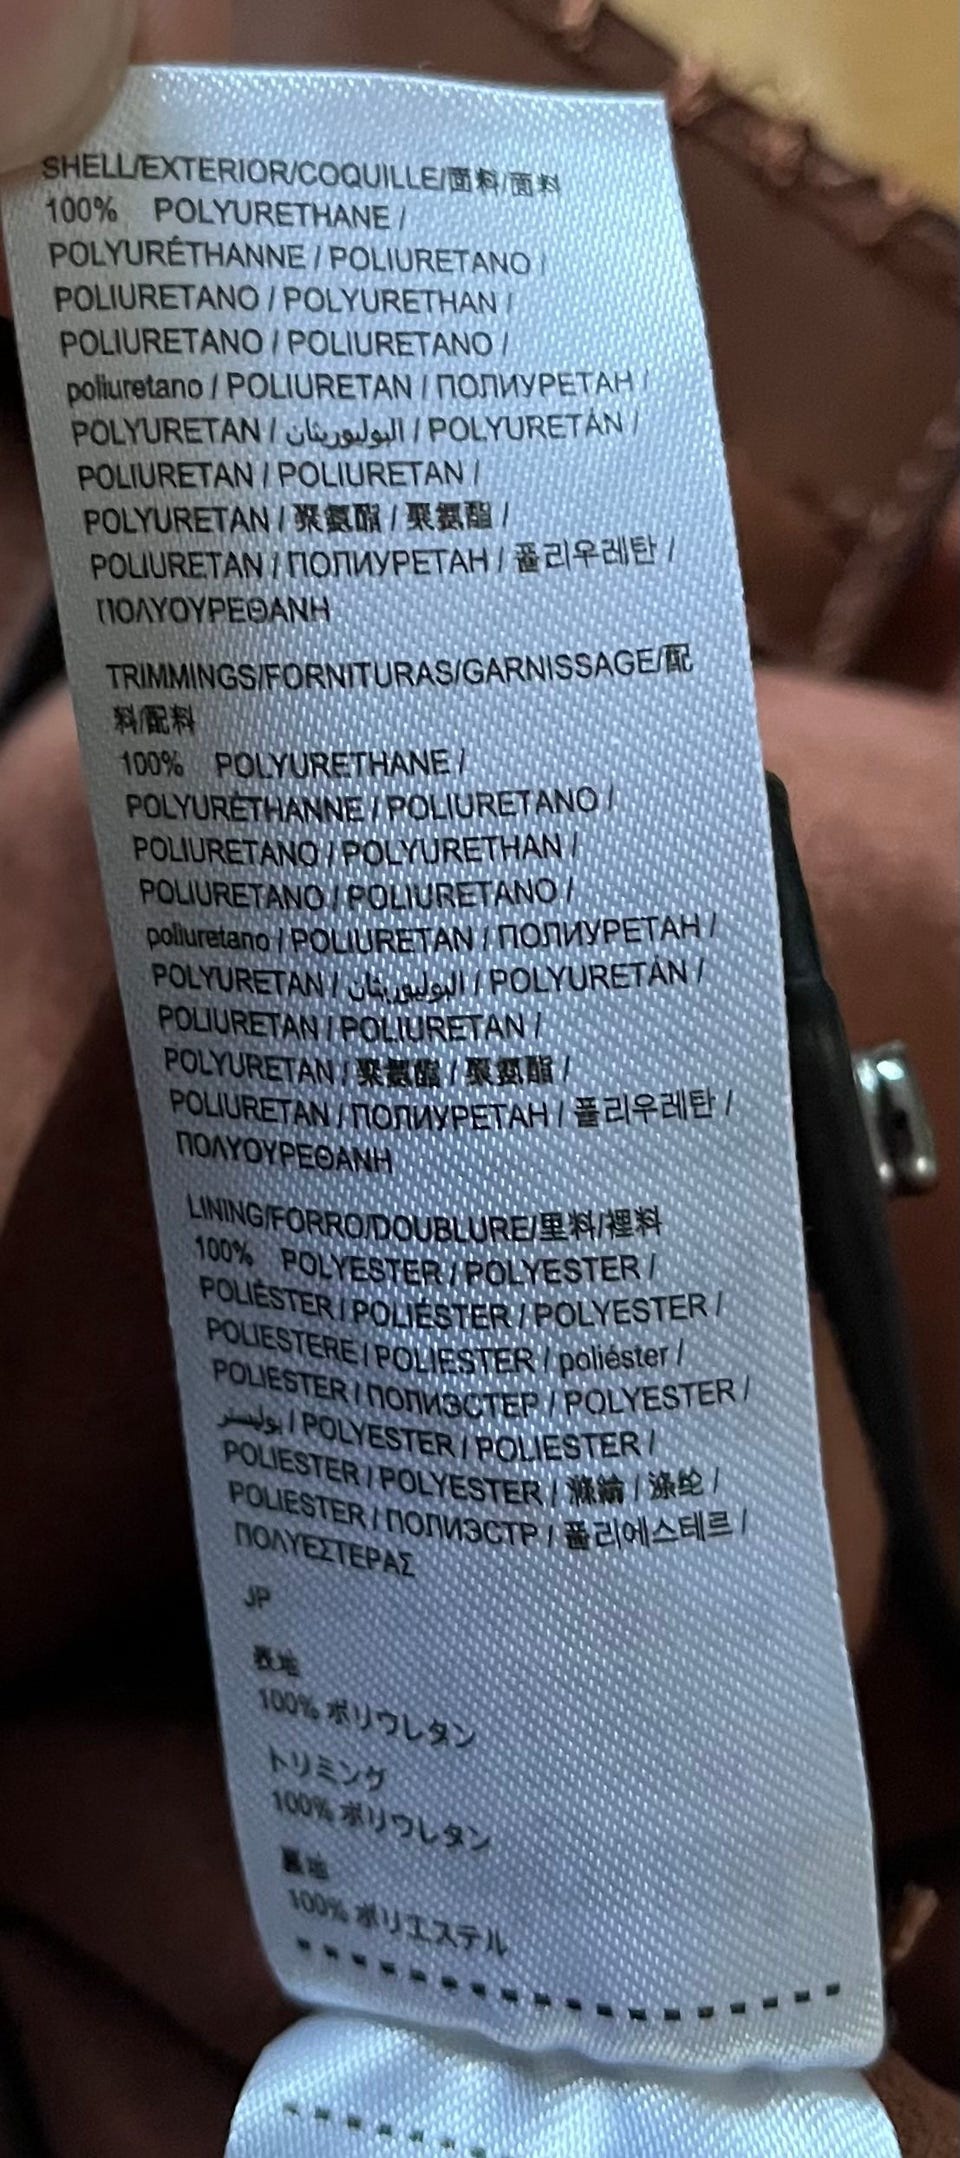 SHELL/EXTERIOR/COQUILLE/面料/面料
100% POLYURETHANE /
POLYURÉTHANNE / POLIURETANO /
POLIURETANO / POLYURETHAN /
POLIURETANO / POLIURETANO /
poliuretano / POLIURETAN / ПОЛИУРЕТАН /
POLYURETAN / البوليوريثان / POLYURETÁN /
POLIURETAN / POLIURETAN /
POLYURETAN / 聚氨酯 / 聚氨酯 /
POLIURETAN / ПОЛИУРЕТАН / 폴리우레탄 /
ΠΟΛΥΟΥΡΕΘΑΝΗ
TRIMMINGS/FORNITURAS/GARNISSAGE/配
料/配料
100% POLYURETHANE /
POLYURÉTHANNE / POLIURETANO /
POLIURETANO / POLYURETHAN /
POLIURETANO / POLIURETANO /
poliuretano / POLIURETAN / ПОЛИУРЕТАН /
POLYURETAN / البوليوريثان / POLYURETÁN /
POLIURETAN / POLIURETAN /
POLYURETAN / 聚氨酯 / 聚氨酯 /
POLIURETAN / ПОЛИУРЕТАН / 폴리우레탄 /
ΠΟΛΥΟΥΡΕΘΑΝΗ
LINING/FORRO/DOUBLURE/里料/裡料
100% POLYESTER / POLYESTER /
POLIÉSTER / POLIÉSTER / POLYESTER /
POLIESTERE / POLIESTER / poliéster /
POLIESTER / ПОЛИЭСТЕР / POLYESTER /
بوليستر / POLYESTER / POLIESTER /
POLIESTER / POLYESTER / 滌綸 / 涤纶 /
POLIESTER / ПОЛИЭСТР / 폴리에스테르 /
ΠΟΛΥΕΣΤΕΡΑΣ
JP
表地
100% ポリウレタン
トリミング
100% ポリウレタン
裏地
100% ポリエステル